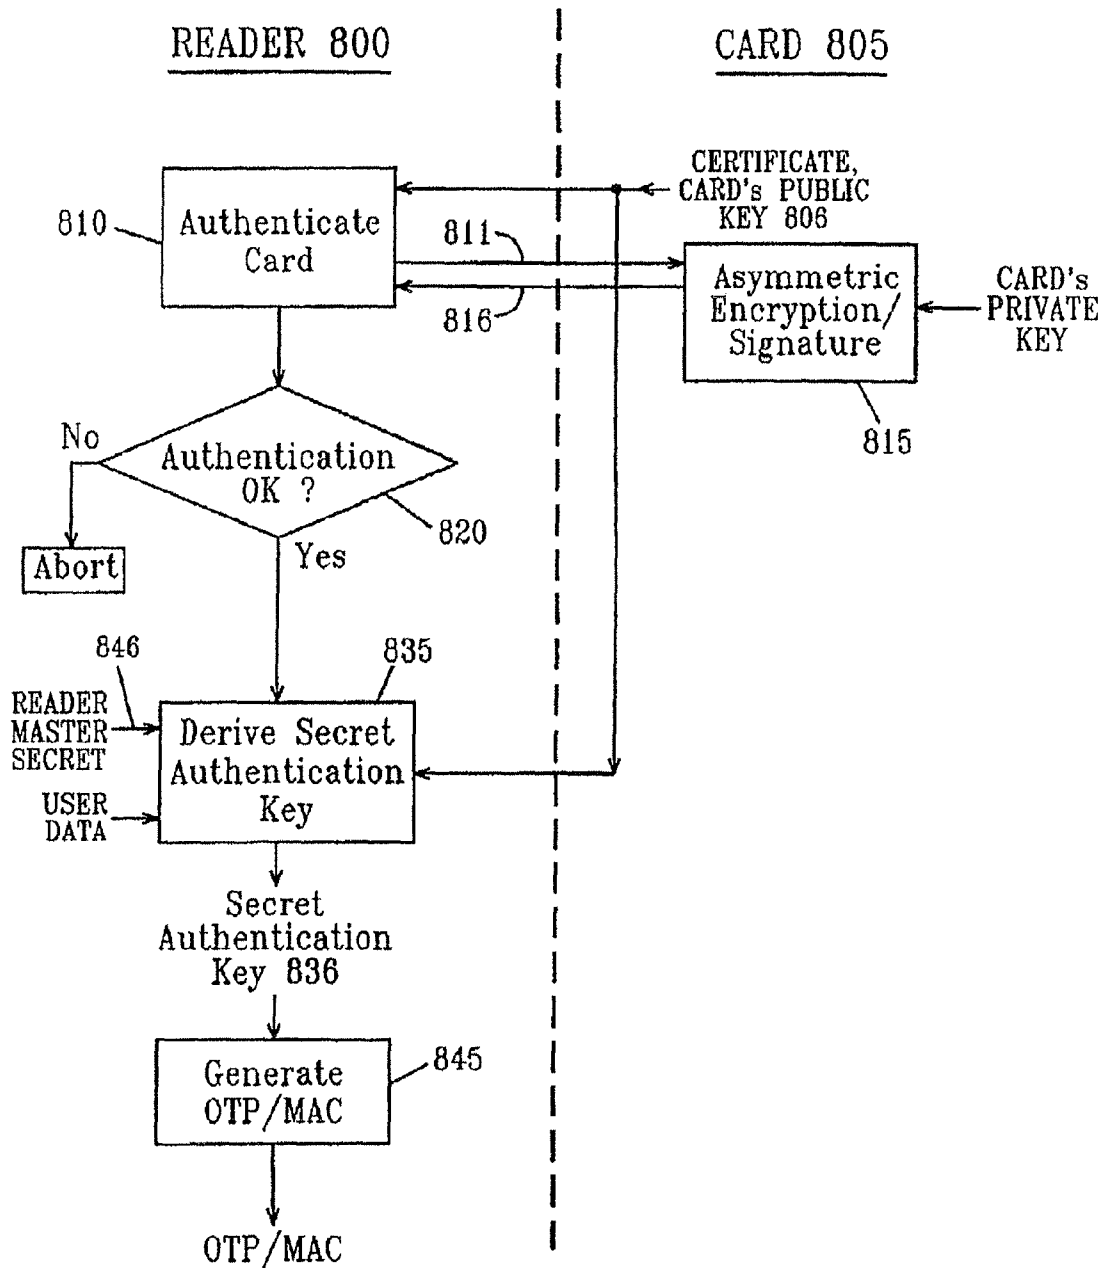 READER 800
CARD 805
CERTIFICATE,
CARD's PUBLIC
KEY 806
810
Authenticate
Card
811
816
Asymmetric
Encryption/
Signature
CARD's
PRIVATE
KEY
815
No
Authentication
OK ?
820
Abort
Yes
846
835
READER
MASTER
SECRET
Derive Secret
Authentication
Key
USER
DATA
Secret
Authentication
Key 836
Generate
OTP/MAC
845
OTP/MAC